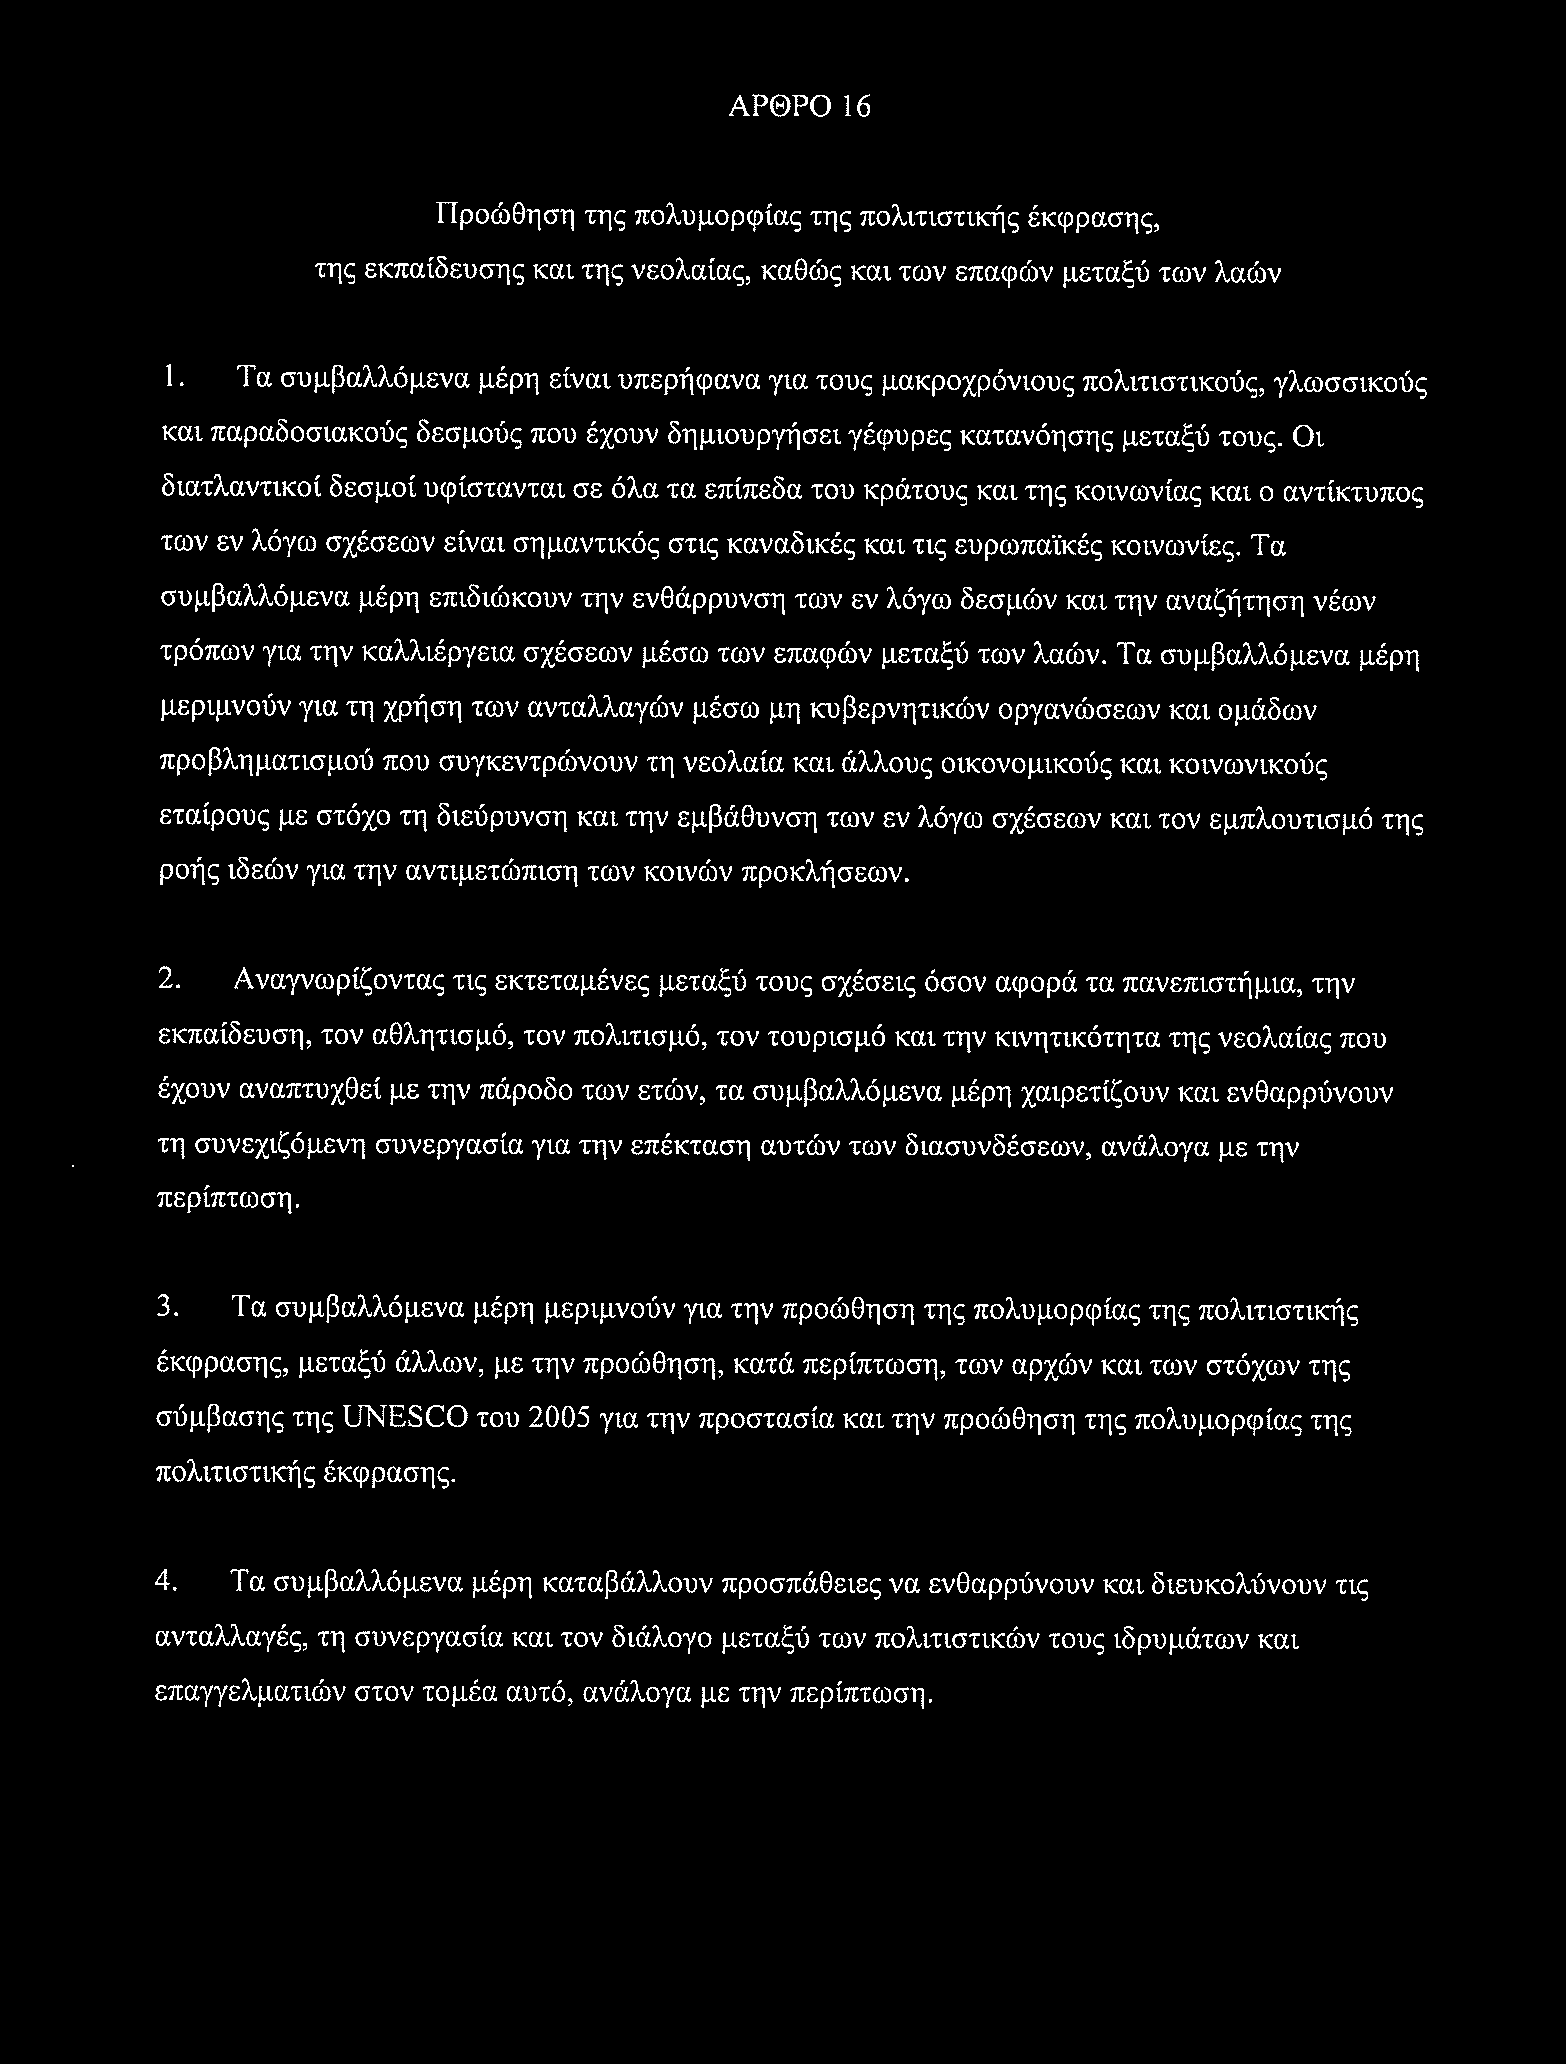 ΑΡΘΡΟ 16
Προώθηση της πολυμορφίας της πολιτιστικής έκφρασης,
της εκπαίδευσης και της νεολαίας, καθώς και των επαφών μεταξύ των λαών
1. Τα συμβαλλόμενα μέρη είναι υπερήφανα για τους μακροχρόνιους πολιτιστικούς, γλωσσικούς
και παραδοσιακούς δεσμούς που έχουν δημιουργήσει γέφυρες κατανόησης μεταξύ τους. Οι
διατλαντικοί δεσμοί υφίστανται σε όλα τα επίπεδα του κράτους και της κοινωνίας και ο αντίκτυπος
των εν λόγω σχέσεων είναι σημαντικός στις καναδικές και τις ευρωπαϊκές κοινωνίες. Τα
συμβαλλόμενα μέρη επιδιώκουν την ενθάρρυνση των εν λόγω δεσμών και την αναζήτηση νέων
τρόπων για την καλλιέργεια σχέσεων μέσω των επαφών μεταξύ των λαών. Τα συμβαλλόμενα μέρη
μεριμνούν για τη χρήση των ανταλλαγών μέσω μη κυβερνητικών οργανώσεων και ομάδων
προβληματισμού που συγκεντρώνουν τη νεολαία και άλλους οικονομικούς και κοινωνικούς
εταίρους με στόχο τη διεύρυνση και την εμβάθυνση των εν λόγω σχέσεων και τον εμπλουτισμό της
ροής ιδεών για την αντιμετώπιση των κοινών προκλήσεων.
2. Αναγνωρίζοντας τις εκτεταμένες μεταξύ τους σχέσεις όσον αφορά τα πανεπιστήμια, την
εκπαίδευση, τον αθλητισμό, τον πολιτισμό, τον τουρισμό και την κινητικότητα της νεολαίας που
έχουν αναπτυχθεί με την πάροδο των ετών, τα συμβαλλόμενα μέρη χαιρετίζουν και ενθαρρύνουν
τη συνεχιζόμενη συνεργασία για την επέκταση αυτών των διασυνδέσεων, ανάλογα με την
περίπτωση.
3. Τα συμβαλλόμενα μέρη μεριμνούν για την προώθηση της πολυμορφίας της πολιτιστικής
έκφρασης, μεταξύ άλλων, με την προώθηση, κατά περίπτωση, των αρχών και των στόχων της
σύμβασης της UNESCO του 2005 για την προστασία και την προώθηση της πολυμορφίας της
πολιτιστικής έκφρασης.
4. Τα συμβαλλόμενα μέρη καταβάλλουν προσπάθειες να ενθαρρύνουν και διευκολύνουν τις
ανταλλαγές, τη συνεργασία και τον διάλογο μεταξύ των πολιτιστικών τους ιδρυμάτων και
επαγγελματιών στον τομέα αυτό, ανάλογα με την περίπτωση.